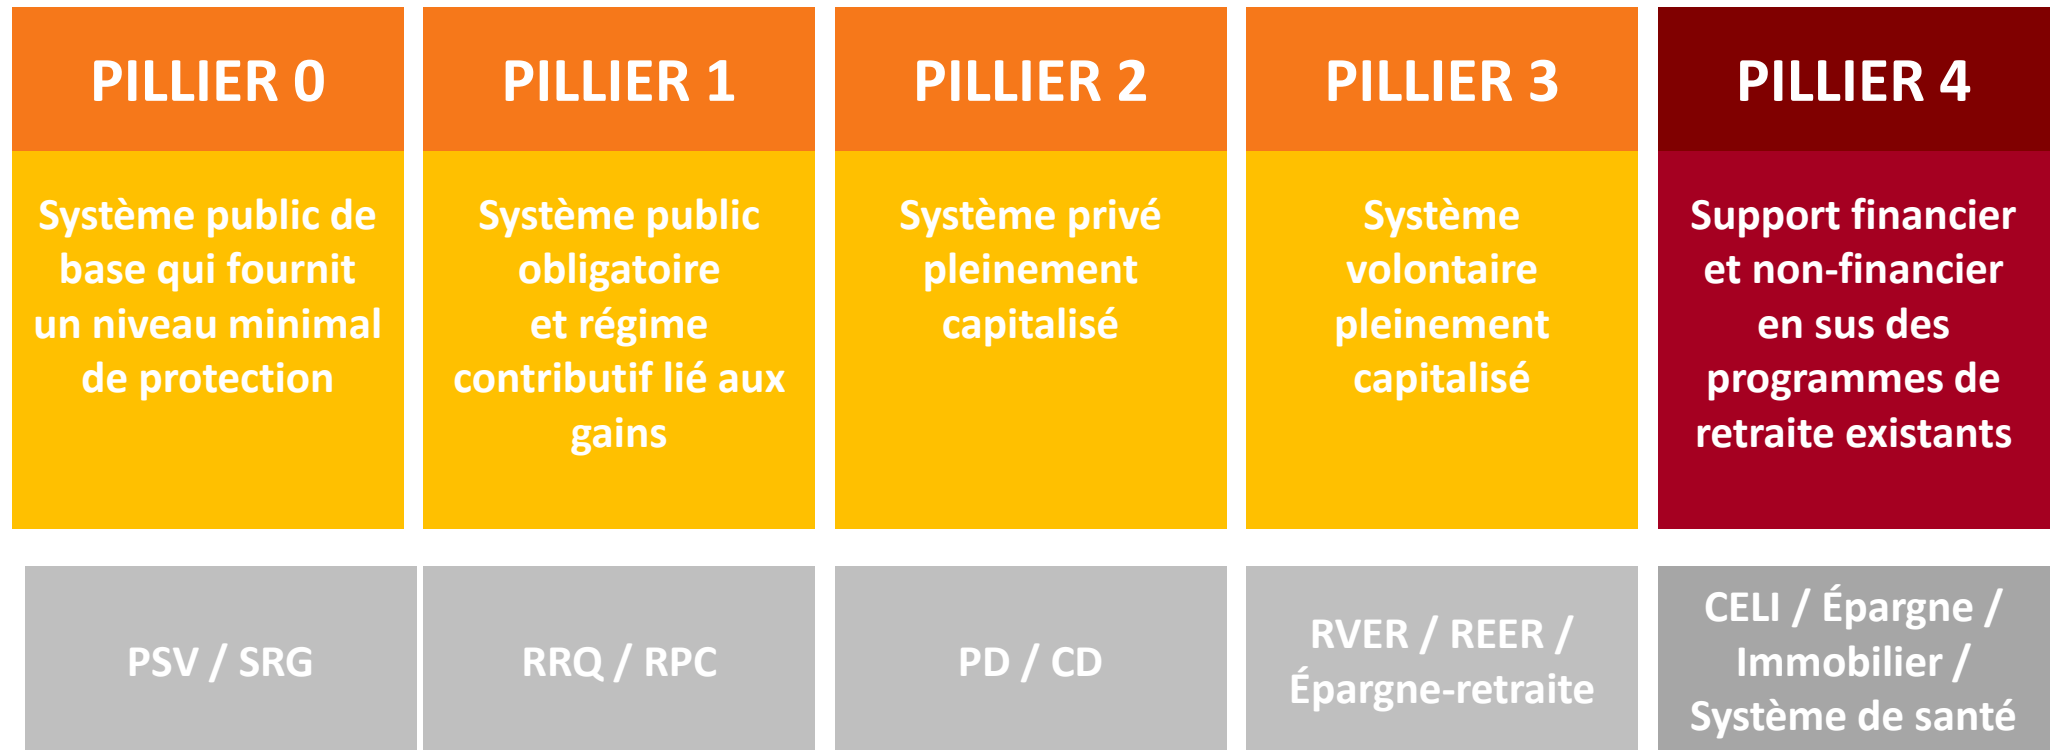 PILLIER 0
Système public de
base qui fournit
un niveau minimal
de protection
PSV / SRG
PILLIER 1
Système public
obligatoire
et régime
contributif lié aux
gains
RRQ / RPC
PILLIER 2
Système privé
pleinement
capitalisé
PD / CD
PILLIER 3
Système
volontaire
pleinement
capitalisé
RVER / REER /
Épargne-retraite
PILLIER 4
Support financier
et non-financier
en sus des
programmes de
retraite existants
CELI / Épargne /
Immobilier /
Système de santé